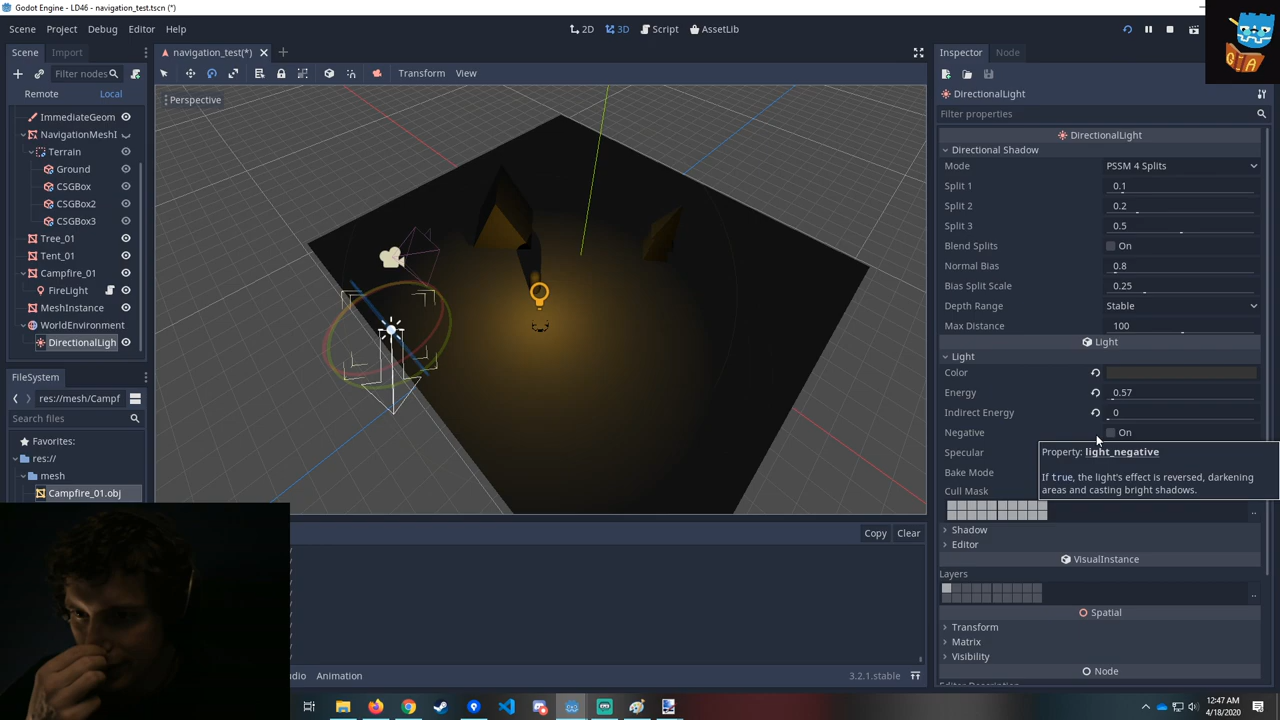 Godot Engine - LD46 - navigation_test.tscn (*)
Scene Project Debug Editor Help
2D 3D Script AssetLib
Scene Import
navigation_test(*)
Inspector Node
Filter nodes
Transform View
Remote Local
DirectionalLight
Perspective
Filter properties
ImmediateGeom
NavigationMeshI
Terrain
Ground
CSGBox
CSGBox2
CSGBox3
Tree_01
Tent_01
Campfire_01
FireLight
MeshInstance
WorldEnvironment
DirectionalLigh
DirectionalLight
Directional Shadow
Mode PSSM 4 Splits
Split 1 0.1
Split 2 0.2
Split 3 0.5
Blend Splits On
Normal Bias 0.8
Bias Split Scale 0.25
Depth Range Stable
Max Distance 100
Light
Light
Color
Energy 0.57
Indirect Energy 0
Negative On
Specular
Bake Mode
Cull Mask
Property: light_negative
If true, the light's effect is reversed, darkening
areas and casting bright shadows.
Shadow
Editor
VisualInstance
Layers
Spatial
Transform
Matrix
Visibility
Node
FileSystem
res://mesh/Campf
Search files
Favorites:
res://
mesh
Campfire_01.obj
Copy Clear
udio Animation
3.2.1.stable
Q A
12:47 AM
4/18/2020